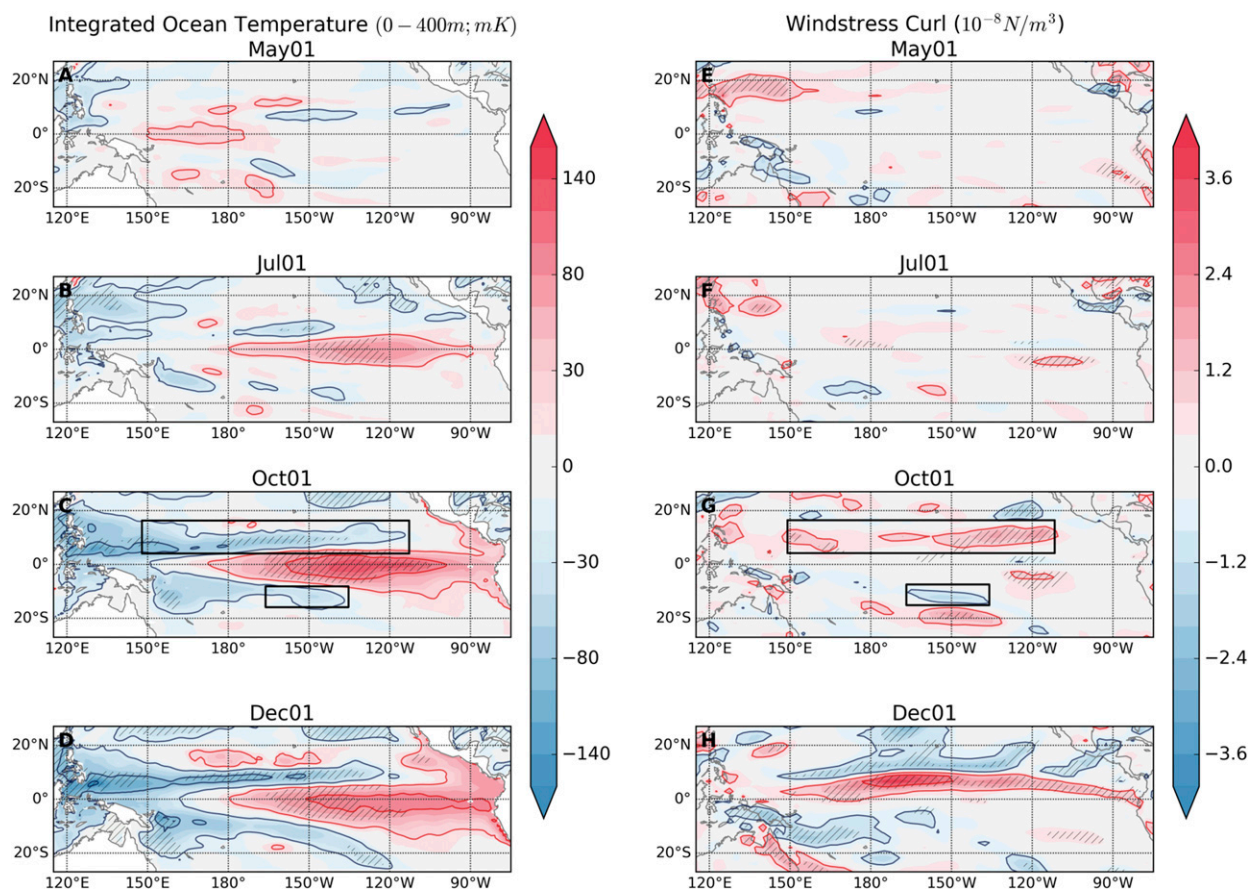 Integrated Ocean Temperature (0 − 400m; mK)
May01
A
20°N
0°
20°S
120°E 150°E 180° 150°W 120°W 90°W
Jul01
B
20°N
0°
20°S
120°E 150°E 180° 150°W 120°W 90°W
Oct01
C
20°N
0°
20°S
120°E 150°E 180° 150°W 120°W 90°W
Dec01
D
20°N
0°
20°S
120°E 150°E 180° 150°W 120°W 90°W
140
80
30
0
−30
−80
−140
Windstress Curl (10⁻⁸N/m³)
May01
E
20°N
0°
20°S
120°E 150°E 180° 150°W 120°W 90°W
Jul01
F
20°N
0°
20°S
120°E 150°E 180° 150°W 120°W 90°W
Oct01
G
20°N
0°
20°S
120°E 150°E 180° 150°W 120°W 90°W
Dec01
H
20°N
0°
20°S
120°E 150°E 180° 150°W 120°W 90°W
3.6
2.4
1.2
0.0
−1.2
−2.4
−3.6